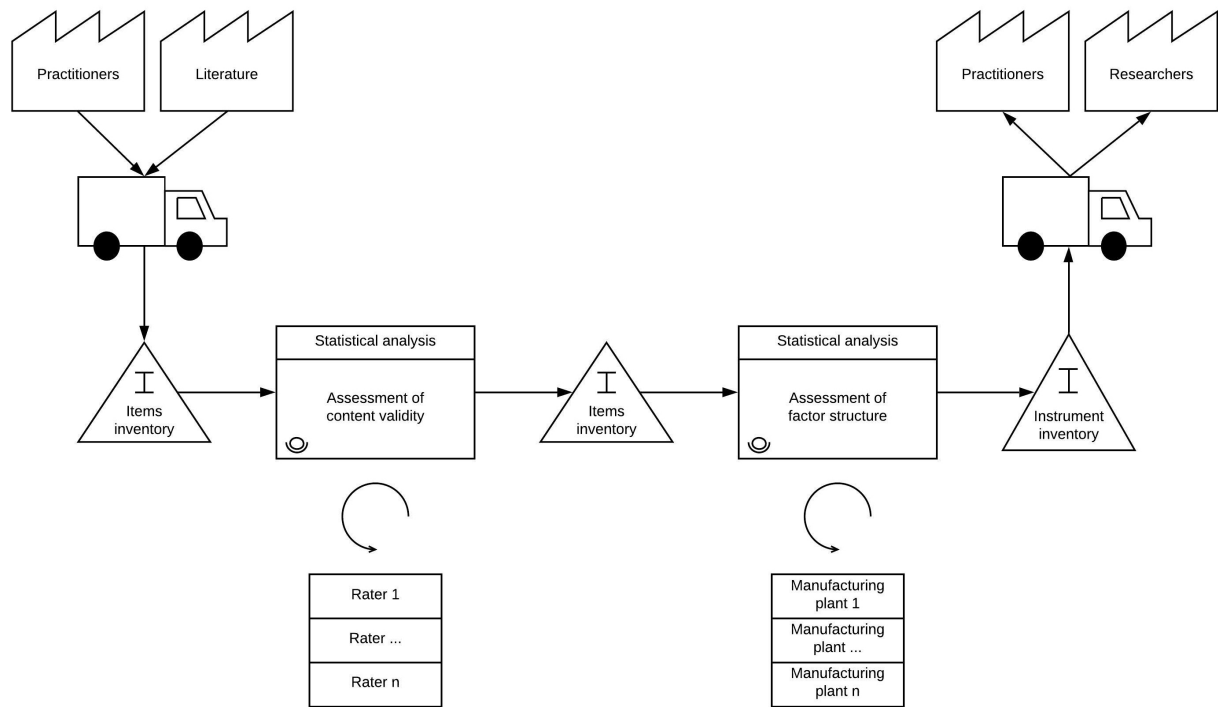 Practitioners
Literature
Practitioners
Researchers
Statistical analysis
Statistical analysis
I
Items
inventory
Assessment of
content validity
I
Items
inventory
Assessment of
factor structure
I
Instrument
inventory
Rater 1
Rater ...
Rater n
Manufacturing
plant 1
Manufacturing
plant ...
Manufacturing
plant n